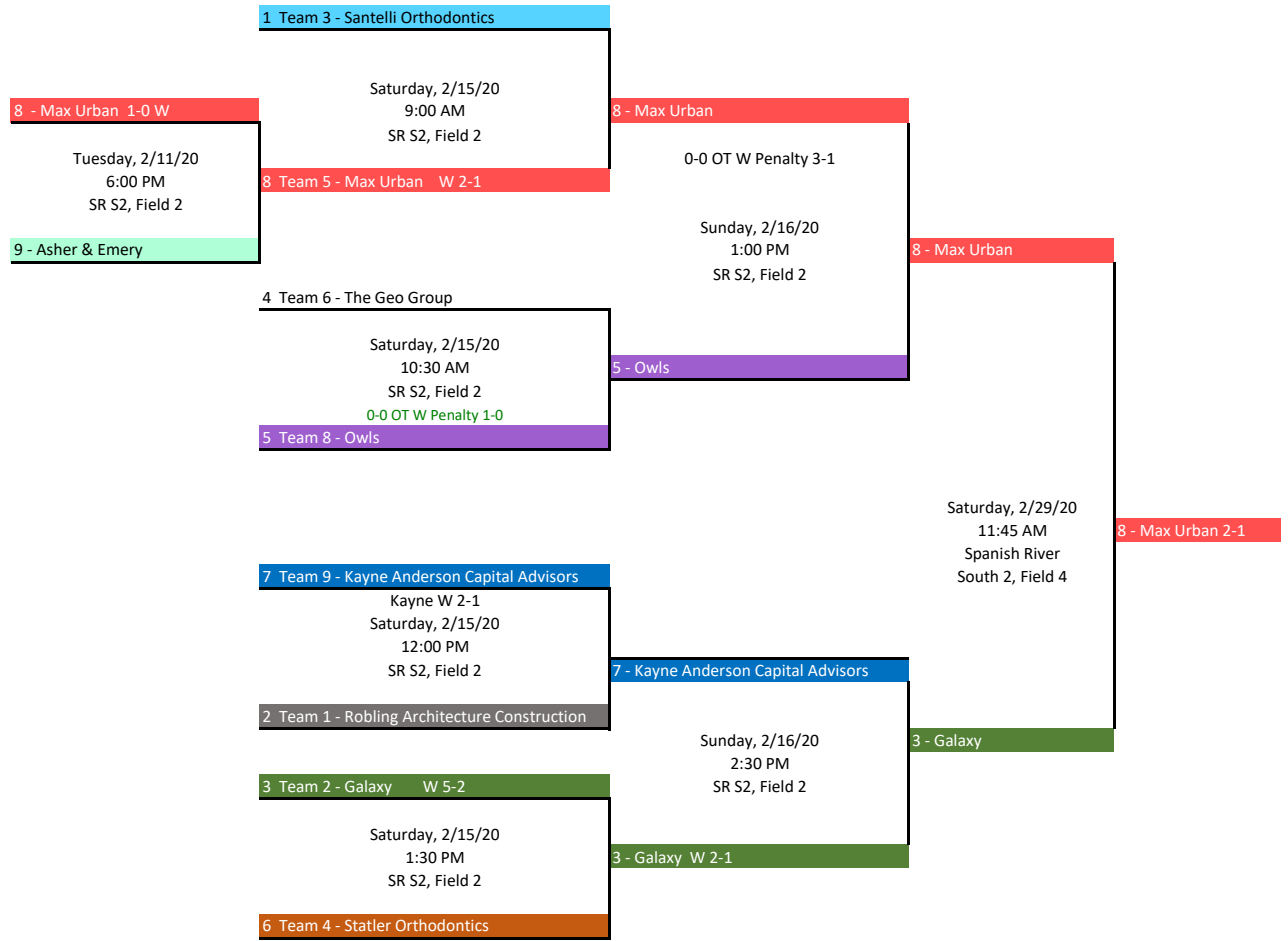 1 Team 3 - Santelli Orthodontics
Saturday, 2/15/20
9:00 AM
SR S2, Field 2
8 - Max Urban 1-0 W
Tuesday, 2/11/20
6:00 PM
SR S2, Field 2
9 - Asher & Emery
8 Team 5 - Max Urban W 2-1
8 - Max Urban
0-0 OT W Penalty 3-1
Sunday, 2/16/20
1:00 PM
SR S2, Field 2
8 - Max Urban
4 Team 6 - The Geo Group
Saturday, 2/15/20
10:30 AM
SR S2, Field 2
0-0 OT W Penalty 1-0
5 Team 8 - Owls
5 - Owls
Saturday, 2/29/20
11:45 AM
Spanish River
South 2, Field 4
8 - Max Urban 2-1
7 Team 9 - Kayne Anderson Capital Advisors
Kayne W 2-1
Saturday, 2/15/20
12:00 PM
SR S2, Field 2
2 Team 1 - Robling Architecture Construction
7 - Kayne Anderson Capital Advisors
Sunday, 2/16/20
2:30 PM
SR S2, Field 2
3 - Galaxy
3 Team 2 - Galaxy W 5-2
Saturday, 2/15/20
1:30 PM
SR S2, Field 2
3 - Galaxy W 2-1
6 Team 4 - Statler Orthodontics